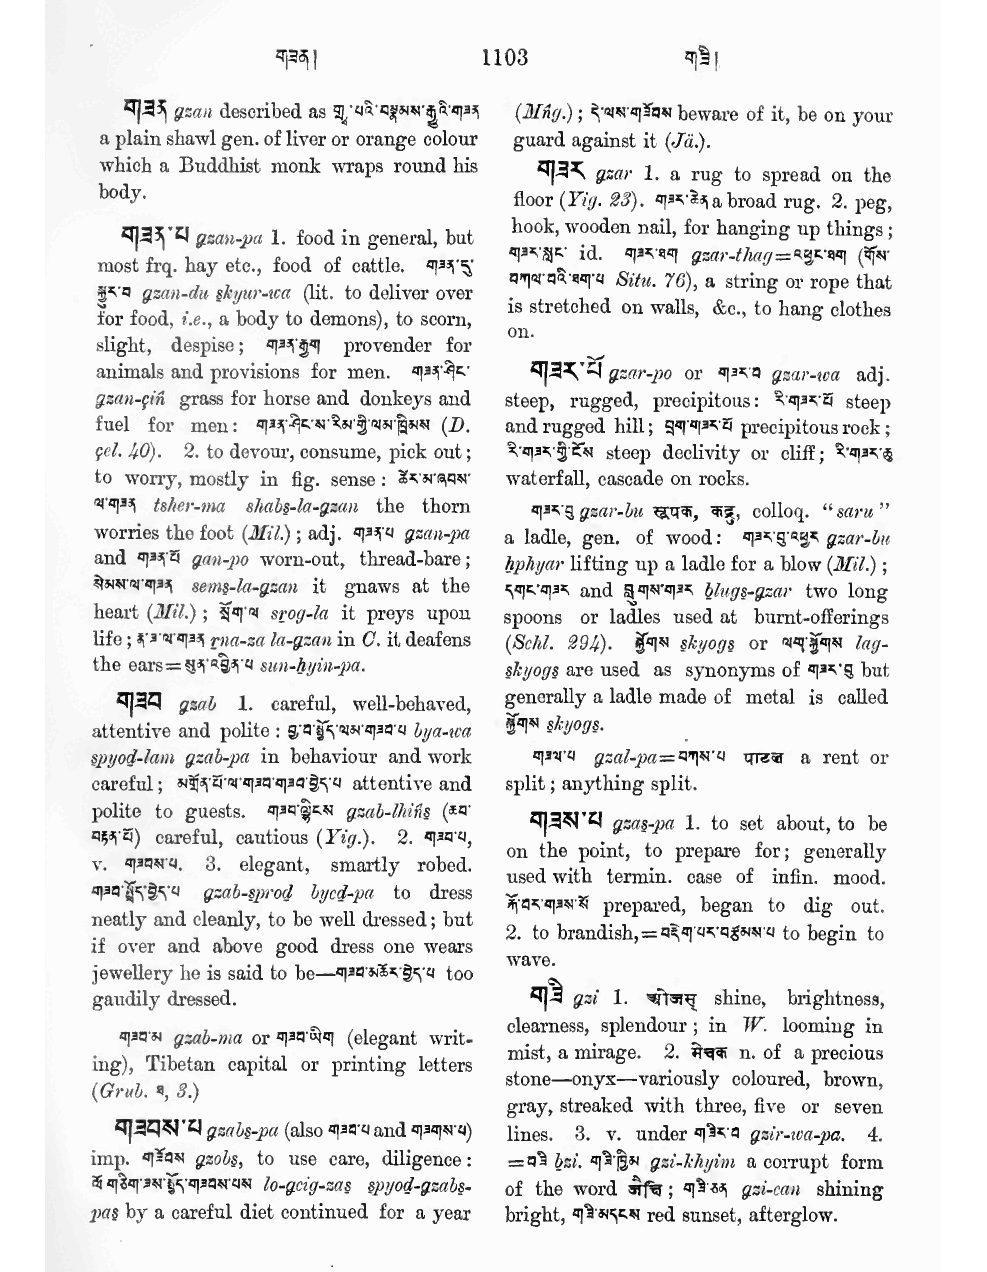 གཟན།
1103
གཟི།
གཟན gzan described as གྲྭ་པའི་བསྣམས་རྒྱུའི་གཟན
a plain shawl gen. of liver or orange colour
which a Buddhist monk wraps round his
body.
གཟན་པ gzan-pa 1. food in general, but
most frq. hay etc., food of cattle. གཟན་དུ་
སྐྱུར་བ gzan-du s̱kyur-wa (lit. to deliver over
for food, i.e., a body to demons), to scorn,
slight, despise; གཟན་རྒྱག provender for
animals and provisions for men. གཟན་ཤིང་
gzan-çiṅ grass for horse and donkeys and
fuel for men: གཟན་ཤིང་ས་རིམ་གྱི་ལམ་ཁྲིམས (D.
çel. 40). 2. to devour, consume, pick out;
to worry, mostly in fig. sense: ཚེར་མ་ཞབས་
ལ་གཟན tsher-ma shabs̱-la-gzan the thorn
worries the foot (Mil.); adj. གཟན་པ gzan-pa
and གཟན་པོ gan-po worn-out, thread-bare;
སེམས་ལ་གཟན sems̱-la-gzan it gnaws at the
heart (Mil.); སྲོག་ལ s̱rog-la it preys upon
life; རྣ་ཟ་ལ་གཟན ṟna-za la-gzan in C. it deafens
the ears=སུན་འབྱིན་པ sun-ẖyin-pa.
གཟབ gzab 1. careful, well-behaved,
attentive and polite: བྱ་བ་སྤྱོད་ལམ་གཟབ་པ bya-wa
s̱pyoḏ-lam gzab-pa in behaviour and work
careful; མགྲོན་པོ་ལ་གཟབ་གཟབ་བྱེད་པ attentive and
polite to guests. གཟབ་ལྷིངས gzab-lhiṅs̱ (ཆབ་
བརྟན་པོ) careful, cautious (Yig.). 2. གཟབ་པ,
v. གཟབས་པ. 3. elegant, smartly robed.
གཟབ་སྤྲོད་བྱེད་པ gzab-s̱proḏ byed-pa to dress
neatly and cleanly, to be well dressed; but
if over and above good dress one wears
jewellery he is said to be—གཟབ་མཆོར་བྱེད་པ too
gaudily dressed.
གཟབ་མ gzab-ma or གཟབ་ཡིག (elegant writ-
ing), Tibetan capital or printing letters
(Grub. ༣, 3.)
གཟབས་པ gzabs̱-pa (also གཟབ་པ and གཟགས་པ)
imp. གཟོབས gzobs̱, to use care, diligence:
ལོ་གཅིག་ཟས་སྤྱོད་གཟབས་པས lo-gcig-zas̱ s̱pyoḏ-gzabs̱-
pas̱ by a careful diet continued for a year
(Mṅg.); དེ་ལས་གཟོབས beware of it, be on your
guard against it (Jä.).
གཟར gzar 1. a rug to spread on the
floor (Yig. 23). གཟར་ཆེན a broad rug. 2. peg,
hook, wooden nail, for hanging up things;
གཟར་སྣང་ id. གཟར་ཐག gzar-thag=འཕྱང་ཐག (གོས་
བཀལ་བའི་ཐག་པ Situ. 76), a string or rope that
is stretched on walls, &c., to hang clothes
on.
གཟར་པོ gzar-po or གཟར་བ gzar-wa adj.
steep, rugged, precipitous: རི་གཟར་པོ steep
and rugged hill; བྲག་གཟར་པོ precipitous rock;
རི་གཟར་གྱི་ངོས steep declivity or cliff; རི་གཟར་ཆུ
waterfall, cascade on rocks.
གཟར་བུ gzar-bu स्रूपक, कद्रु, colloq. "saru"
a ladle, gen. of wood: གཟར་བུ་འཕྱར gzar-bu
ẖphyar lifting up a ladle for a blow (Mil.);
དགང་གཟར and བླུགས་གཟར ḇlugs̱-gzar two long
spoons or ladles used at burnt-offerings
(Schl. 294). སྐྱོགས s̱kyogs̱ or ལག་སྐྱོགས lag-
s̱kyogs̱ are used as synonyms of གཟར་བུ but
generally a ladle made of metal is called
སྐྱོགས s̱kyogs̱.
གཟལ་པ gzal-pa=བཀས་པ पाटल a rent or
split; anything split.
གཟས་པ gzas̱-pa 1. to set about, to be
on the point, to prepare for; generally
used with termin. case of infin. mood.
རྐོ་བར་གཟས་སོ prepared, began to dig out.
2. to brandish,=བརྡེག་པར་བརྩམས་པ to begin to
wave.
གཟི gzi 1. ओजस् shine, brightness,
clearness, splendour; in W. looming in
mist, a mirage. 2. मेचक n. of a precious
stone—onyx—variously coloured, brown,
gray, streaked with three, five or seven
lines. 3. v. under གཟིར་བ gzir-wa-pa. 4.
=བཟི ḇzi. གཟི་ཁྱིམ gzi-khyim a corrupt form
of the word ; གཟི་ཅན gzi-can shining
bright, གཟི་མདངས red sunset, afterglow.